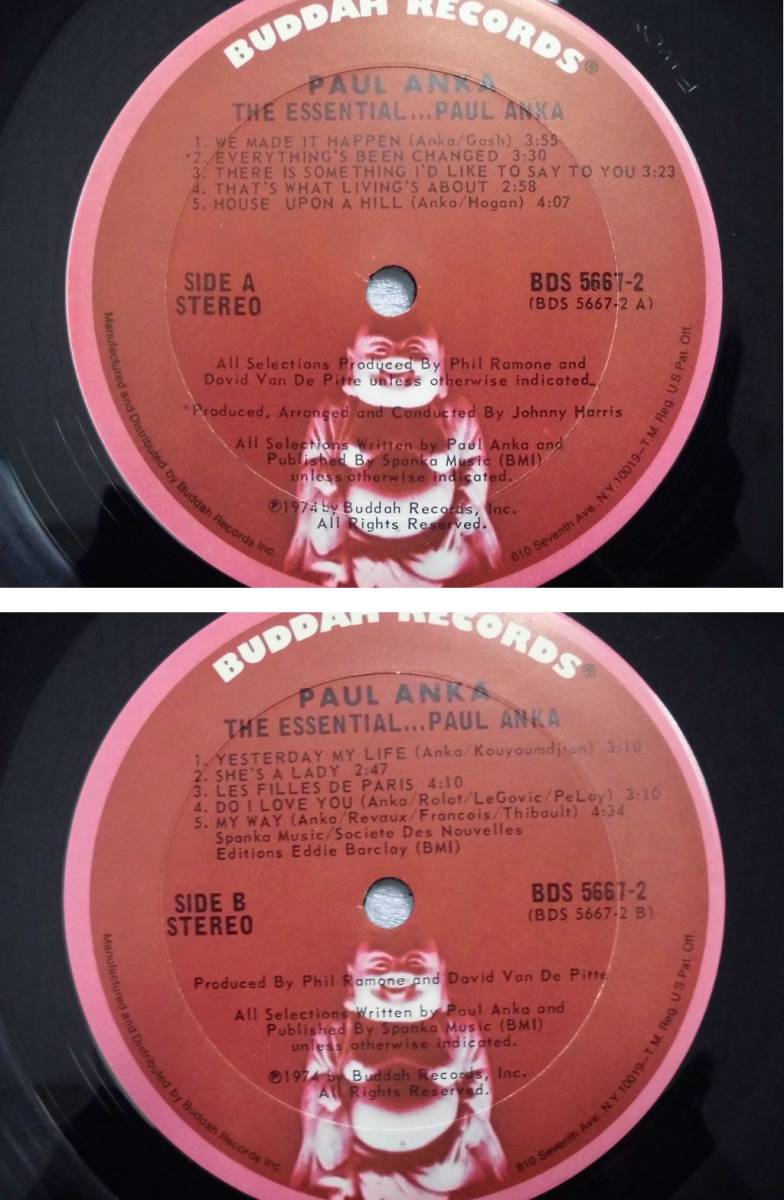 BUDDAH RECORDS®
PAUL ANKA
THE ESSENTIAL...PAUL ANKA
1. WE MADE IT HAPPEN (Anka/Gosh) 3:55
*2. EVERYTHING'S BEEN CHANGED 3:30
3. THERE IS SOMETHING I'D LIKE TO SAY TO YOU 3:23
4. THAT'S WHAT LIVING'S ABOUT 2:58
5. HOUSE UPON A HILL (Anka/Hogan) 4:07
SIDE A
STEREO
BDS 5667-2
(BDS 5667-2 A)
All Selections Produced By Phil Ramone and
David Van De Pitte unless otherwise indicated.
*Produced, Arranged and Conducted By Johnny Harris
All Selections Written by Paul Anka and
Published By Spanka Music (BMI)
unless otherwise indicated.
℗1974 by Buddah Records, Inc.
All Rights Reserved.
Manufactured and Distributed by Buddah Records Inc.
810 Seventh Ave. N.Y. 10019—T.M. Reg. U S Pat. Off.
BUDDAH RECORDS®
PAUL ANKA
THE ESSENTIAL...PAUL ANKA
1. YESTERDAY MY LIFE (Anka/Kouyoumdjian) 3:10
2. SHE'S A LADY 2:47
3. LES FILLES DE PARIS 4:10
4. DO I LOVE YOU (Anka/Rolot/LeGovic/PeLoy) 3:10
5. MY WAY (Anka/Revaux/Francois/Thibault) 4:34
Spanka Music/Societe Des Nouvelles
Editions Eddie Barclay (BMI)
SIDE B
STEREO
BDS 5667-2
(BDS 5667-2 B)
Produced By Phil Ramone and David Van De Pitte
All Selections Written by Paul Anka and
Published By Spanka Music (BMI)
unless otherwise indicated.
℗1974 by Buddah Records, Inc.
All Rights Reserved.
Manufactured and Distributed by Buddah Records Inc.
810 Seventh Ave. N.Y. 10019—T.M. Reg. U S Pat. Off.